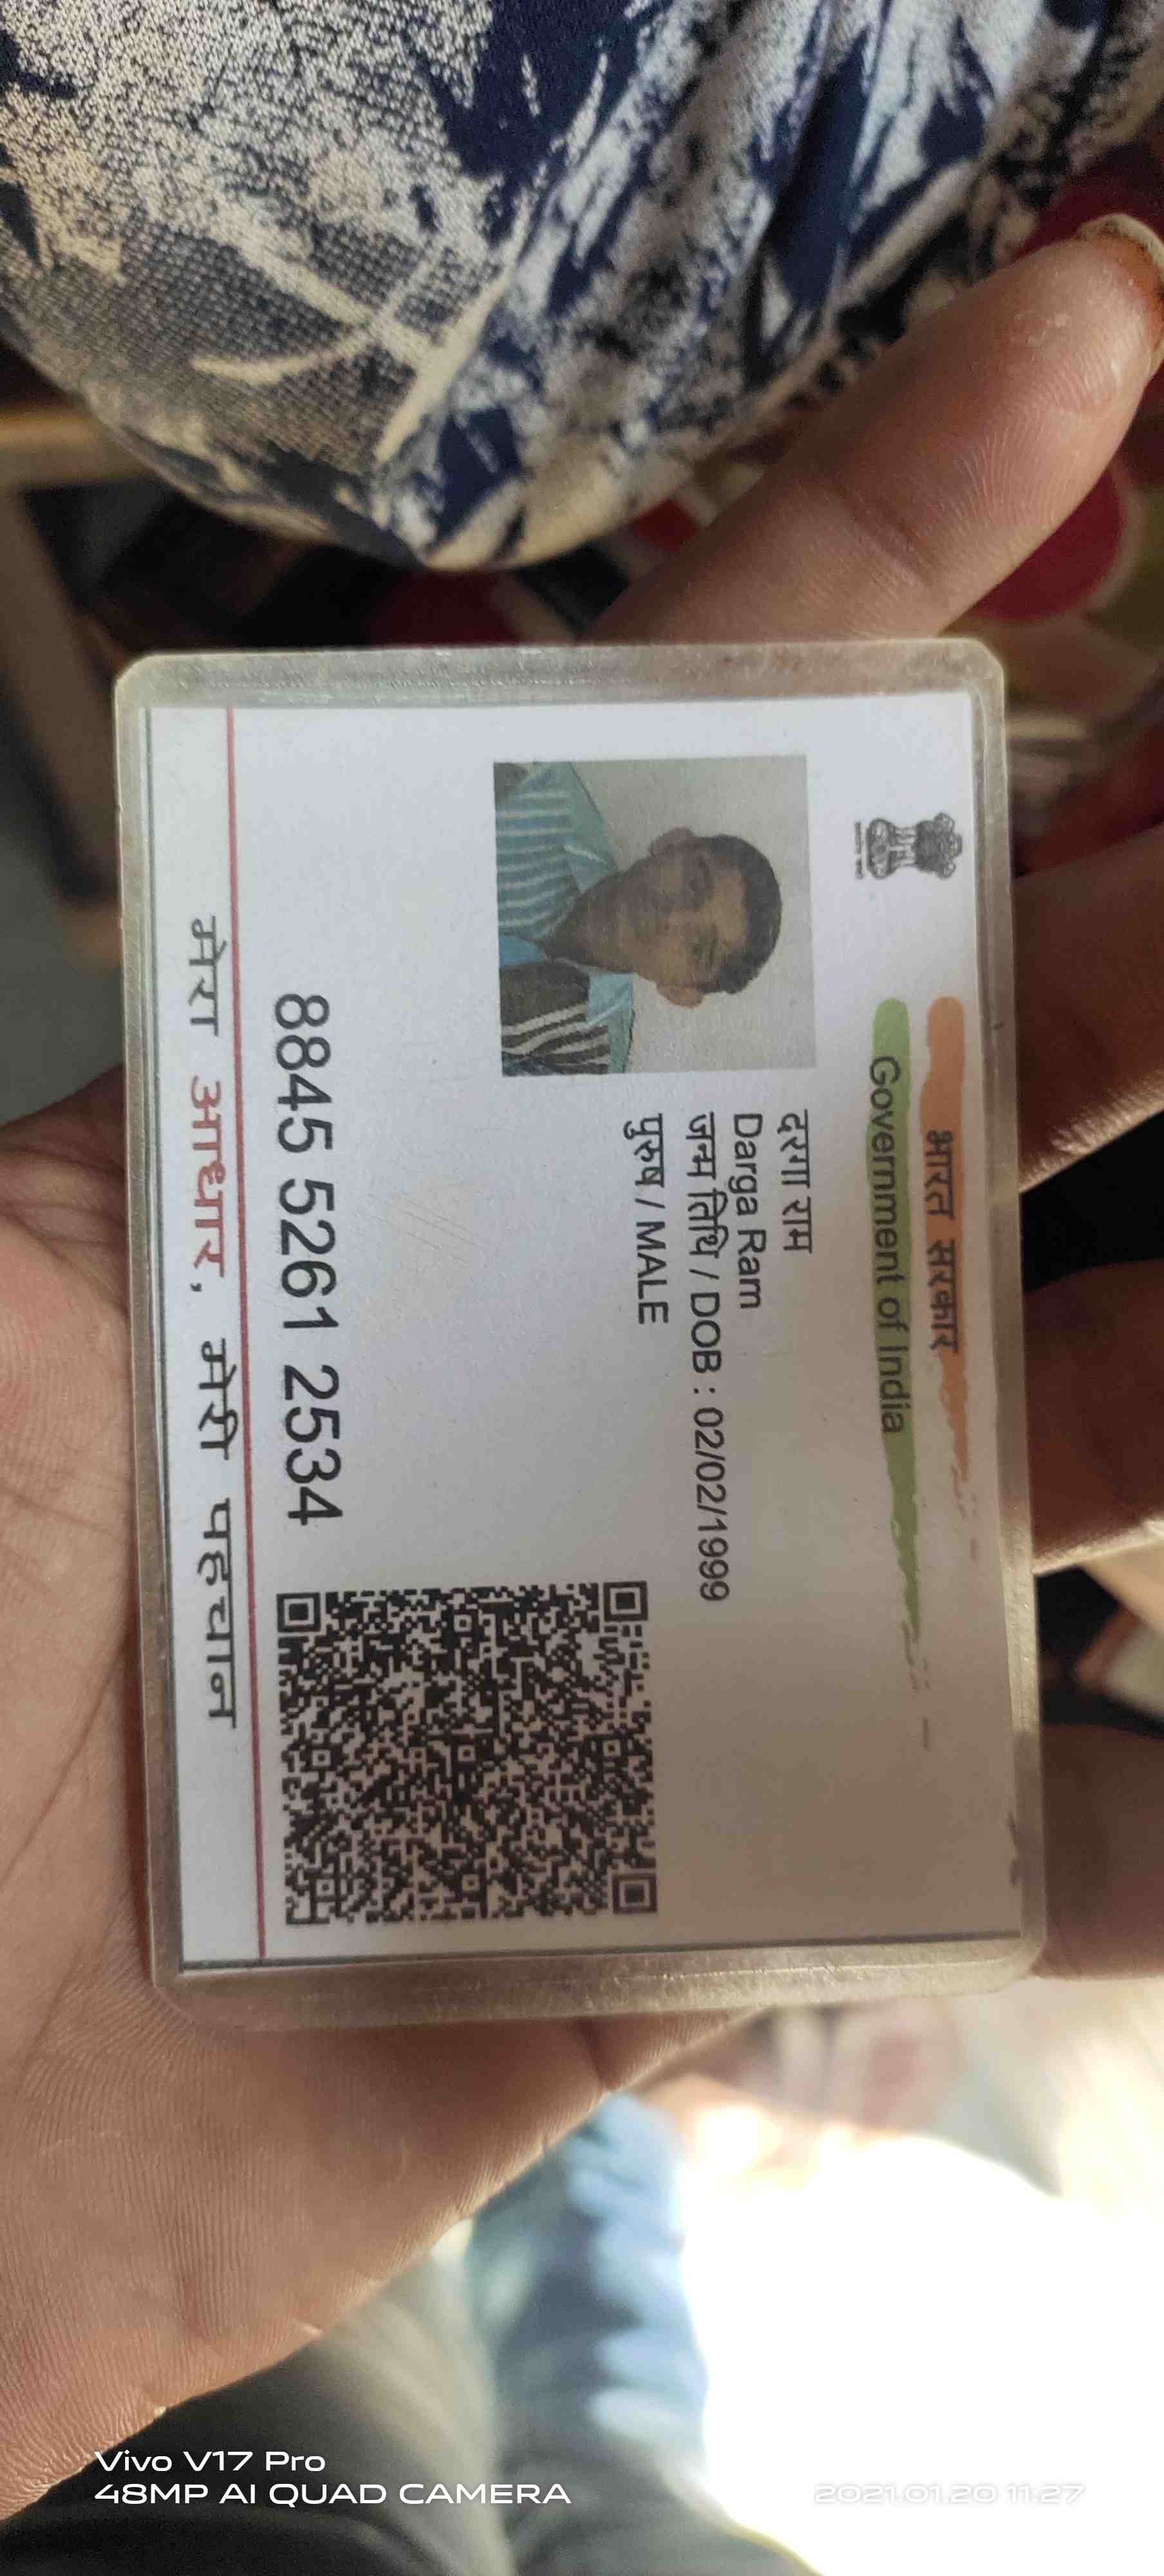 भारत सरकार
Government of India
दरगा राम
Darga Ram
जन्म तिथि / DOB : 02/02/1999
पुरुष / MALE
8845 5261 2534
मेरा आधार, मेरी पहचान
Vivo V17 Pro
48MP AI QUAD CAMERA
2021.01.20 11:27